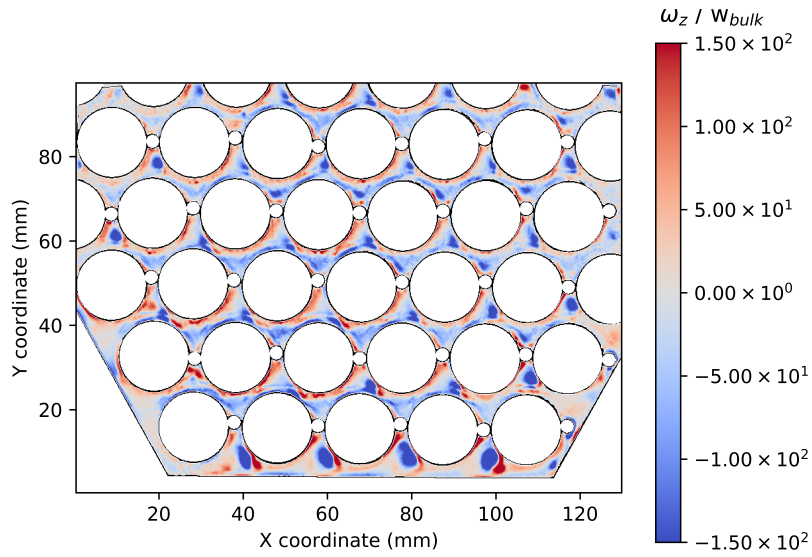 ω_z / w_bulk
1.50 × 10^2
1.00 × 10^2
5.00 × 10^1
0.00 × 10^0
−5.00 × 10^1
−1.00 × 10^2
−1.50 × 10^2
80
60
40
20
Y coordinate (mm)
20 40 60 80 100 120
X coordinate (mm)